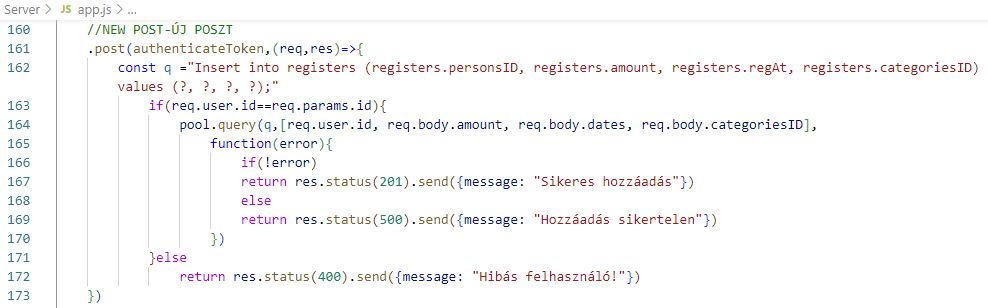 Server > JS app.js > ...
160 //NEW POST-ÚJ POSZT
161 .post(authenticateToken,(req,res)=>{
162 const q ="Insert into registers (registers.personsID, registers.amount, registers.regAt, registers.categoriesID)
values (?, ?, ?, ?);"
163 if(req.user.id==req.params.id){
164 pool.query(q,[req.user.id, req.body.amount, req.body.dates, req.body.categoriesID],
165 function(error){
166 if(!error)
167 return res.status(201).send({message: "Sikeres hozzáadás"})
168 else
169 return res.status(500).send({message: "Hozzáadás sikertelen"})
170 })
171 }else
172 return res.status(400).send({message: "Hibás felhasználó!"})
173 })